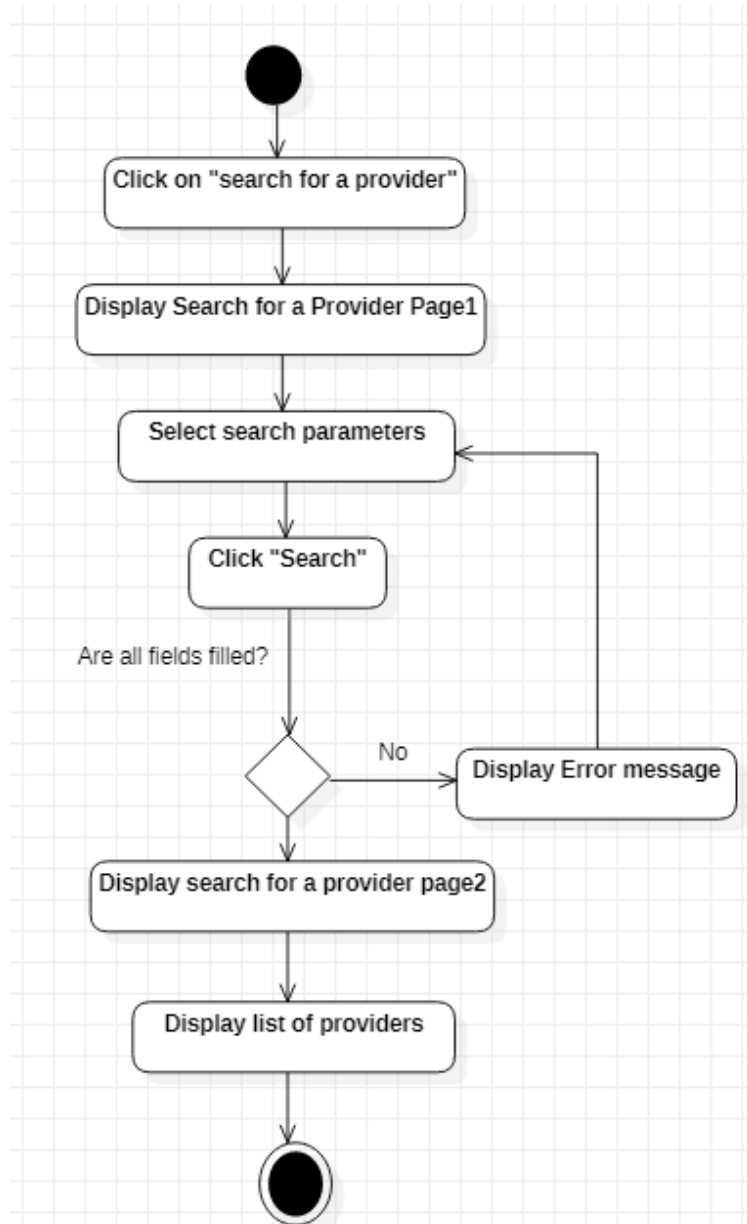 Click on "search for a provider"
Display Search for a Provider Page1
Select search parameters
Click "Search"
Are all fields filled?
No
Display Error message
Display search for a provider page2
Display list of providers